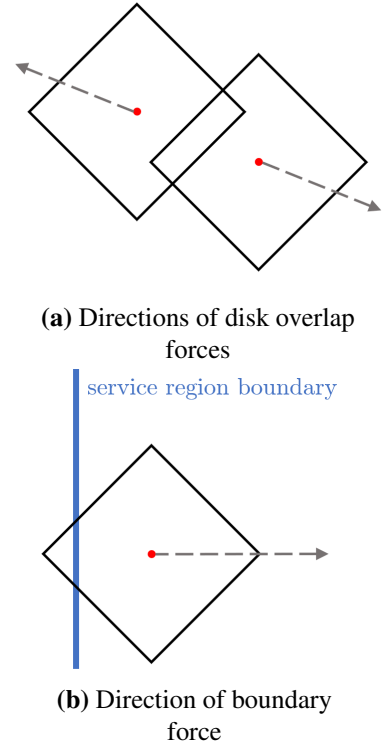 (a) Directions of disk overlap
forces
service region boundary
(b) Direction of boundary
force